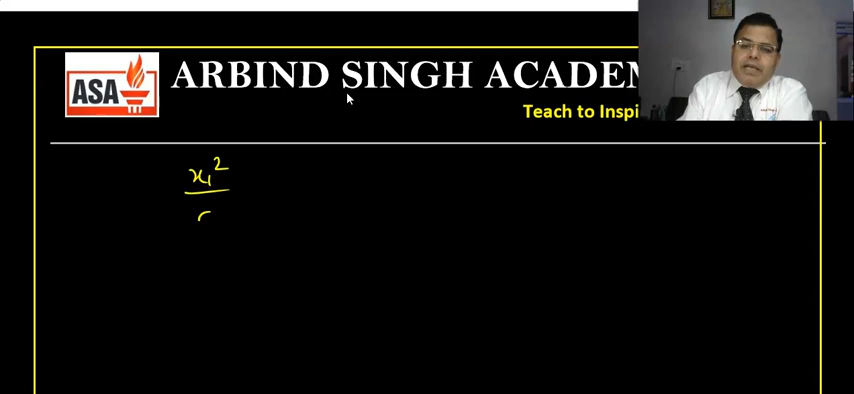 ASA
ARBIND SINGH ACADEM
Teach to Inspi
x₁²